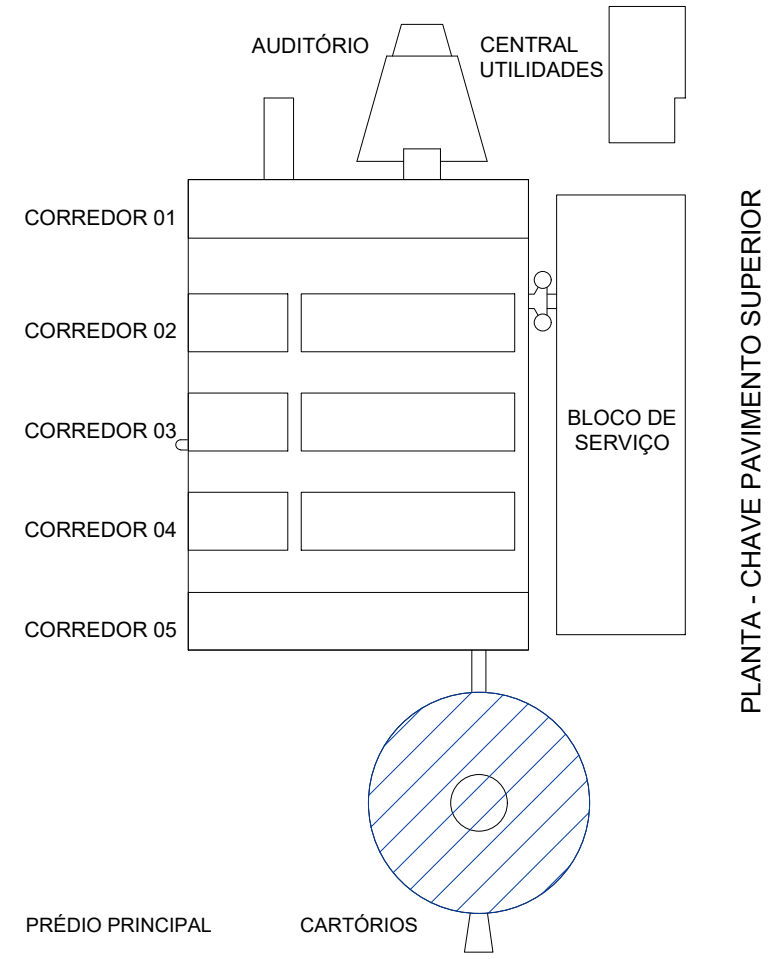 AUDITÓRIO
CENTRAL
UTILIDADES
CORREDOR 01
CORREDOR 02
CORREDOR 03
CORREDOR 04
CORREDOR 05
BLOCO DE
SERVIÇO
PLANTA - CHAVE PAVIMENTO SUPERIOR
PRÉDIO PRINCIPAL
CARTÓRIOS